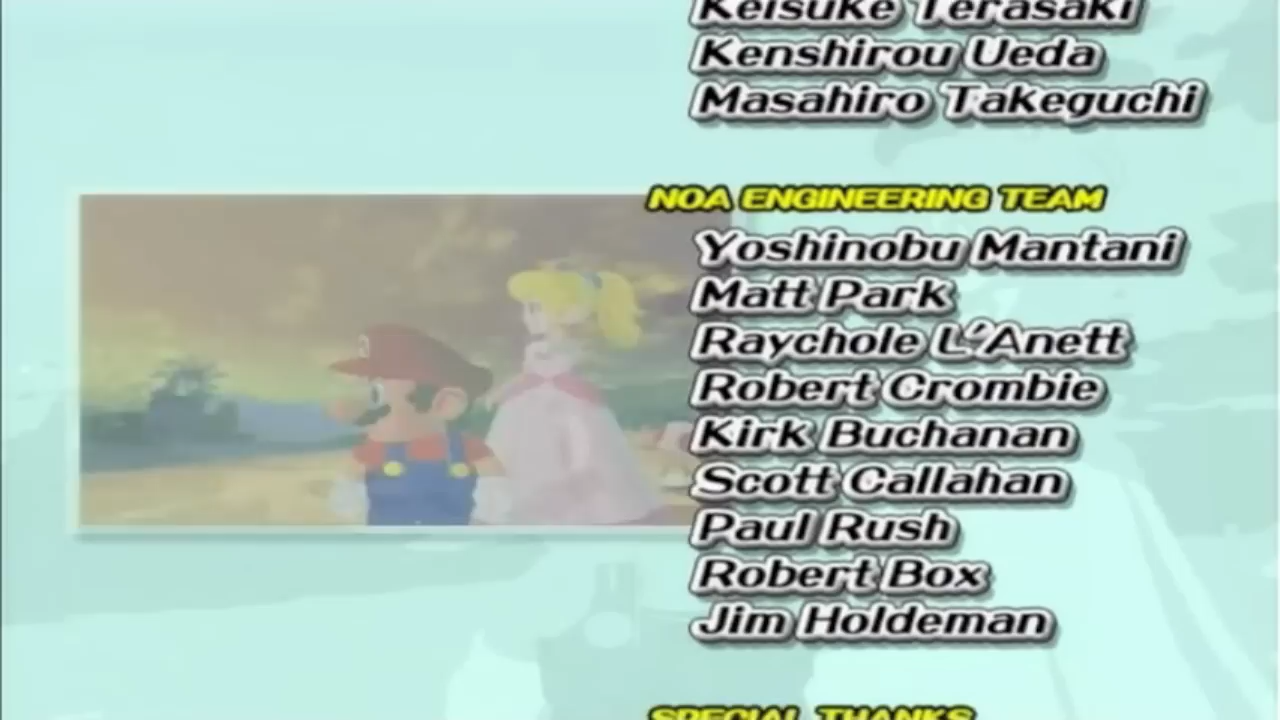 Keisuke Terasaki
Kenshirou Ueda
Masahiro Takeguchi
NOA ENGINEERING TEAM
Yoshinobu Mantani
Matt Park
Raychole L'Anett
Robert Crombie
Kirk Buchanan
Scott Callahan
Paul Rush
Robert Box
Jim Holdeman
SPECIAL THANKS